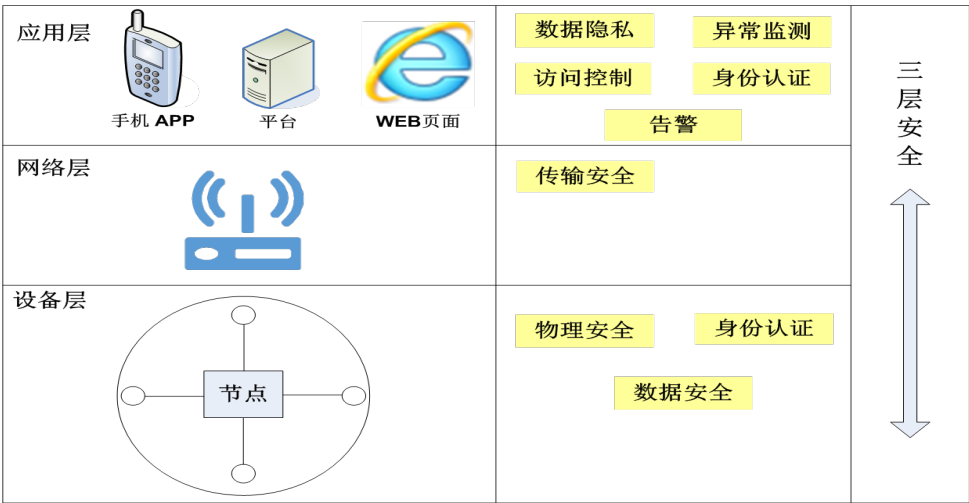 应用层
手机 APP
平台
WEB页面
数据隐私
异常监测
访问控制
身份认证
告警
网络层
传输安全
设备层
节点
物理安全
身份认证
数据安全
三层安全